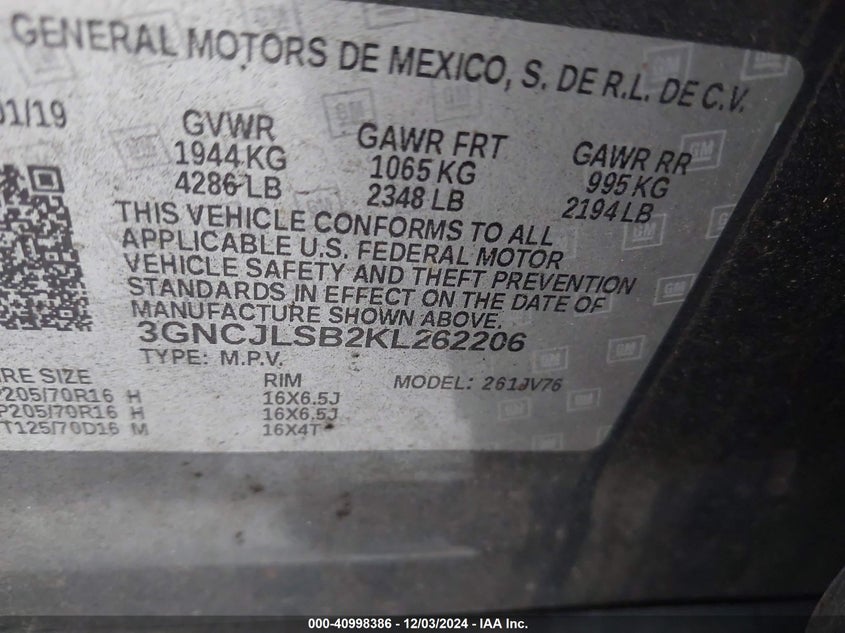 GENERAL MOTORS DE MEXICO, S. DE R.L. DE C.V.
01/19
GVWR
1944 KG
4286 LB
GAWR FRT
1065 KG
2348 LB
GAWR RR
995 KG
2194 LB
THIS VEHICLE CONFORMS TO ALL
APPLICABLE U.S. FEDERAL MOTOR
VEHICLE SAFETY AND THEFT PREVENTION
STANDARDS IN EFFECT ON THE DATE OF
MANUFACTURE SHOWN ABOVE.
3GNCJLSB2KL262206
TYPE: M.P.V.
MODEL: 261JV76
IRE SIZE RIM
P205/70R16 H 16X6.5J
P205/70R16 H 16X6.5J
T125/70D16 M 16X4T
000-40998386 - 12/03/2024 - IAA Inc.